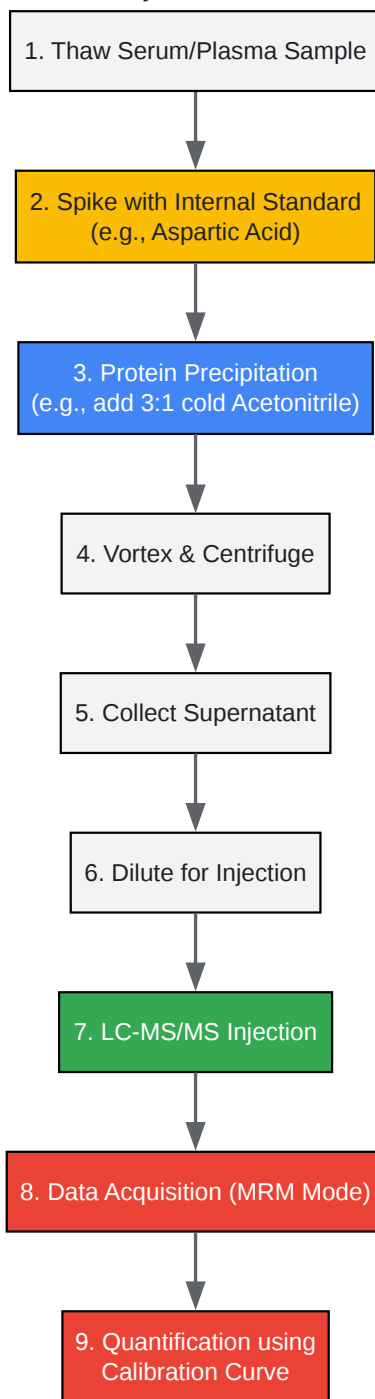 1. Thaw Serum/Plasma Sample
2. Spike with Internal Standard
(e.g., Aspartic Acid)
3. Protein Precipitation
(e.g., add 3:1 cold Acetonitrile)
4. Vortex & Centrifuge
5. Collect Supernatant
6. Dilute for Injection
7. LC-MS/MS Injection
8. Data Acquisition (MRM Mode)
9. Quantification using
Calibration Curve